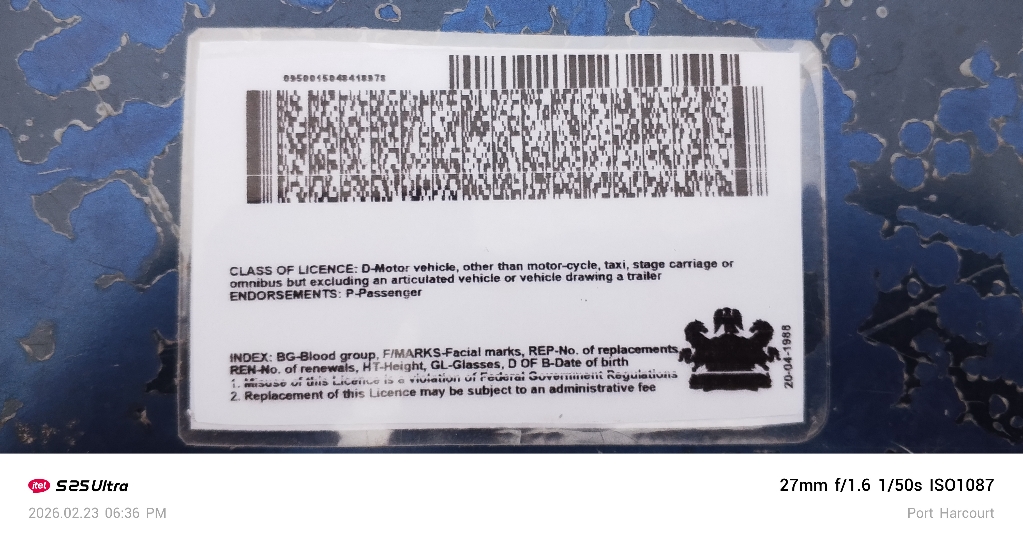 0950015048418978
CLASS OF LICENCE: D-Motor vehicle, other than motor-cycle, taxi, stage carriage or
omnibus but excluding an articulated vehicle or vehicle drawing a trailer
ENDORSEMENTS: P-Passenger
INDEX: BG-Blood group, F/MARKS-Facial marks, REP-No. of replacements,
REN-No. of renewals, HT-Height, GL-Glasses, D OF B-Date of birth
1. Misuse of this Licence is a violation of Federal Government Regulations
2. Replacement of this Licence may be subject to an administrative fee
20-04-1988
itel S25 Ultra
27mm f/1.6 1/50s ISO1087
2026.02.23 06:36 PM
Port Harcourt